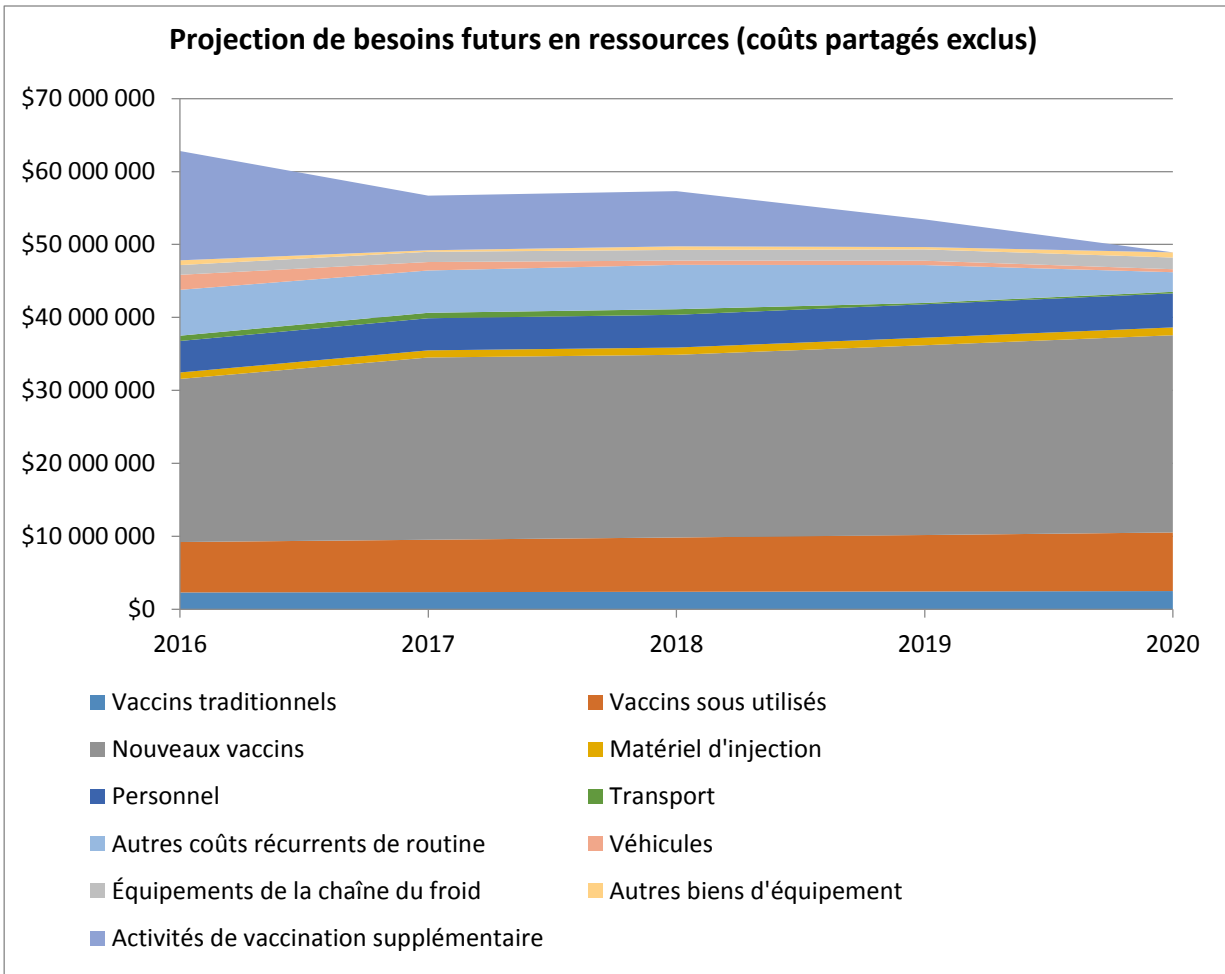 Projection de besoins futurs en ressources (coûts partagés exclus)
$70 000 000
$60 000 000
$50 000 000
$40 000 000
$30 000 000
$20 000 000
$10 000 000
$0
2016 2017 2018 2019 2020
Vaccins traditionnels Vaccins sous utilisés
Nouveaux vaccins Matériel d'injection
Personnel Transport
Autres coûts récurrents de routine Véhicules
Équipements de la chaîne du froid Autres biens d'équipement
Activités de vaccination supplémentaire